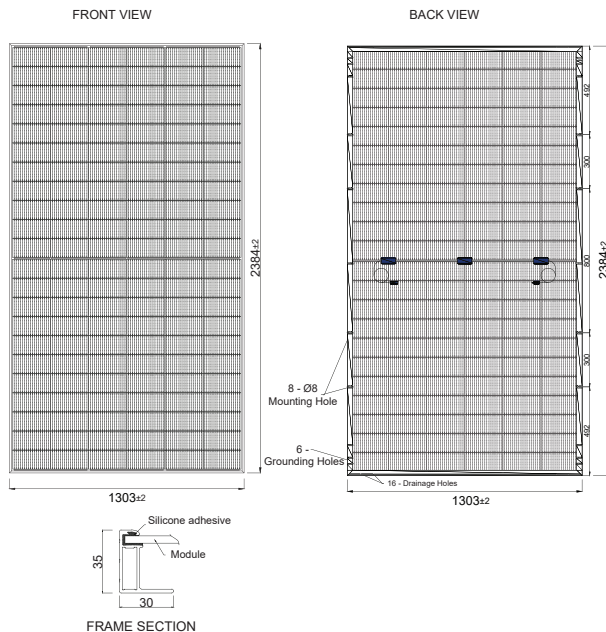 FRONT VIEW
BACK VIEW
2384±2
1303±2
492
300
800
300
492
2384±2
8 - Ø8
Mounting Hole
6 -
Grounding Holes
16 - Drainage Holes
1303±2
Silicone adhesive
Module
35
30
FRAME SECTION